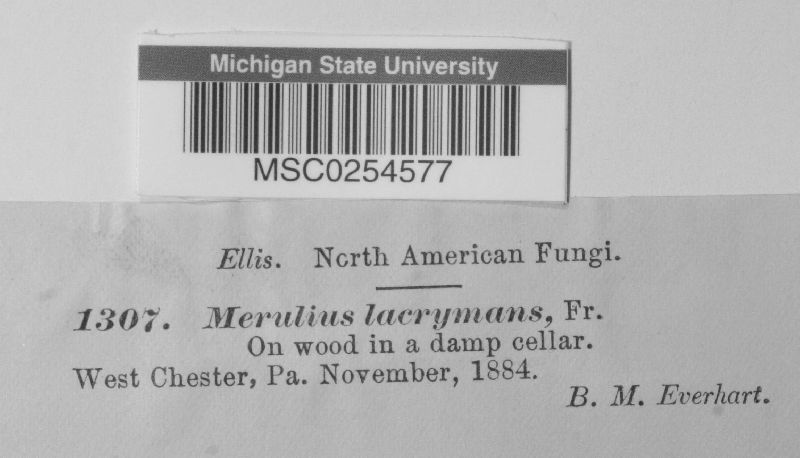 Michigan State University
MSC0254577
Ellis. North American Fungi.
1307. Merulius lacrymans, Fr.
On wood in a damp cellar.
West Chester, Pa. November, 1884.
B. M. Everhart.